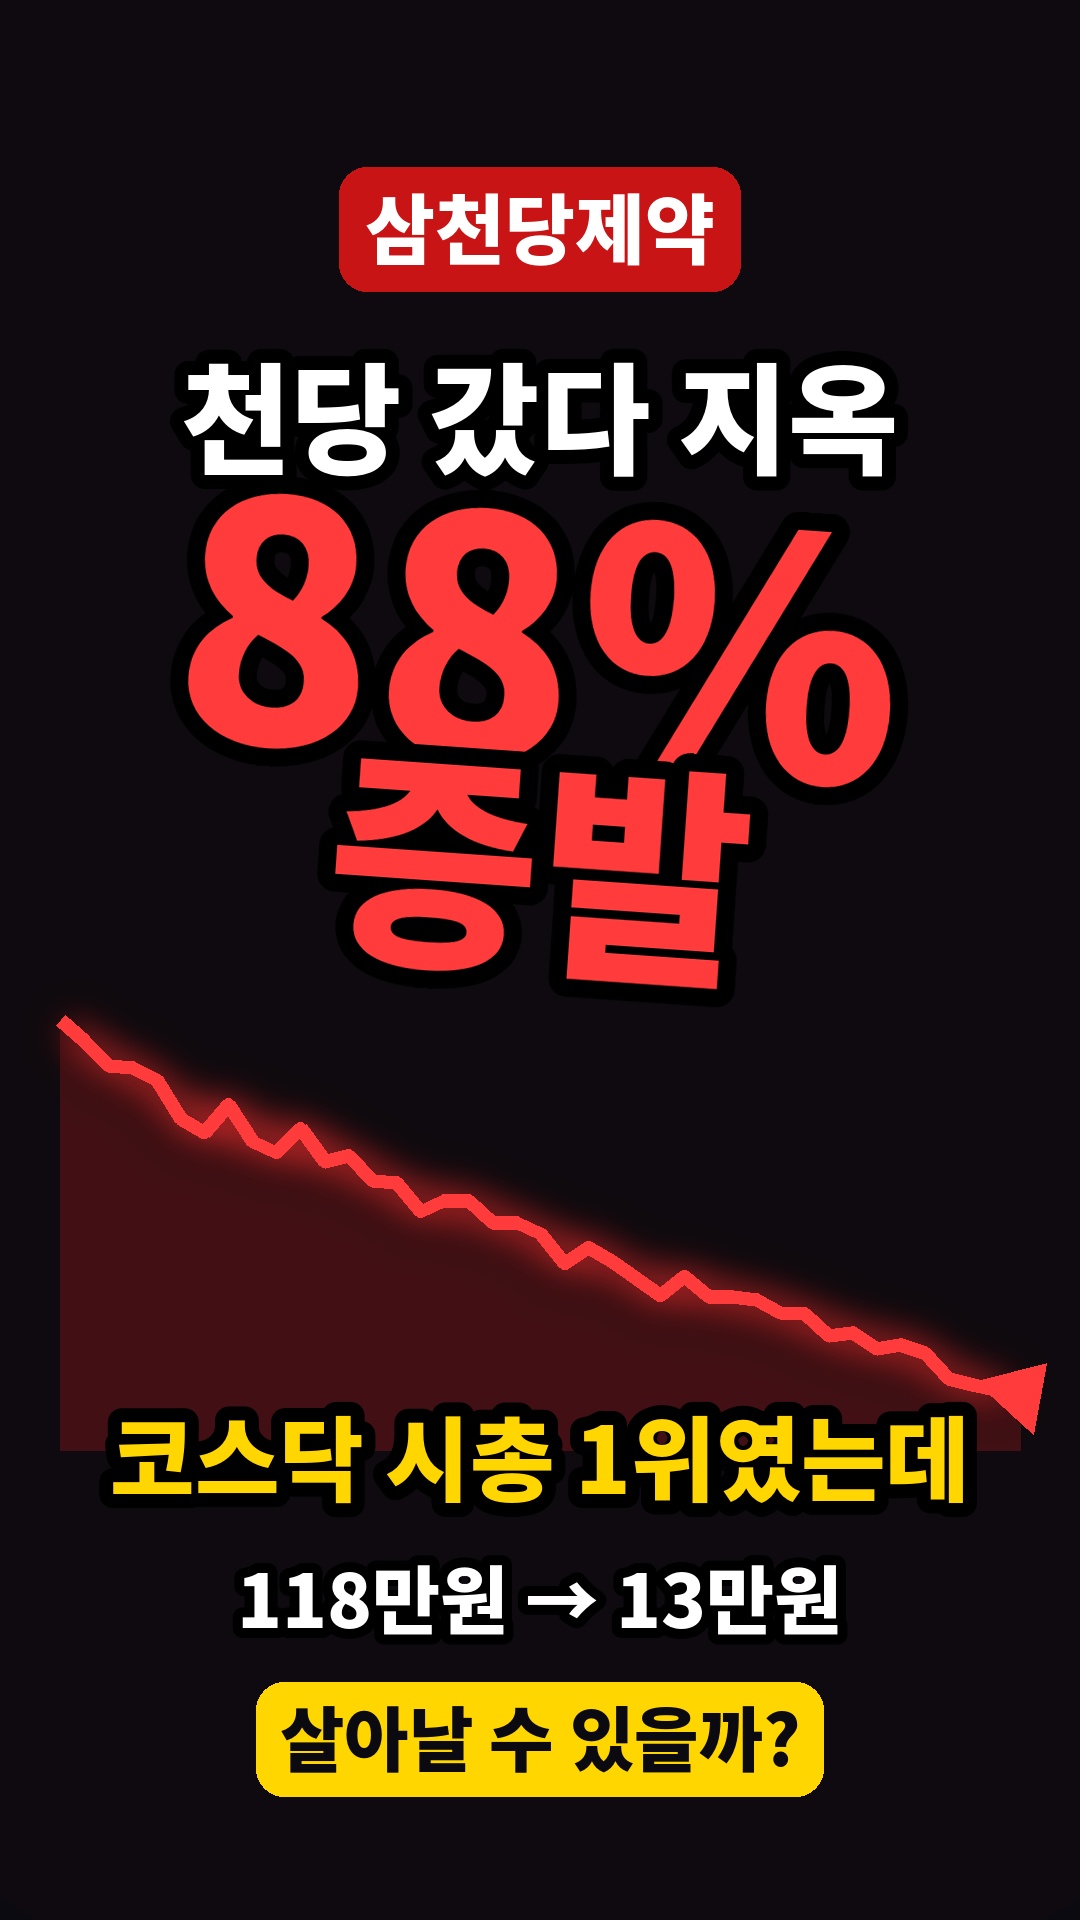 삼천당제약
천당 갔다 지옥
88%
증발
코스닥 시총 1위였는데
118만원 → 13만원
살아날 수 있을까?